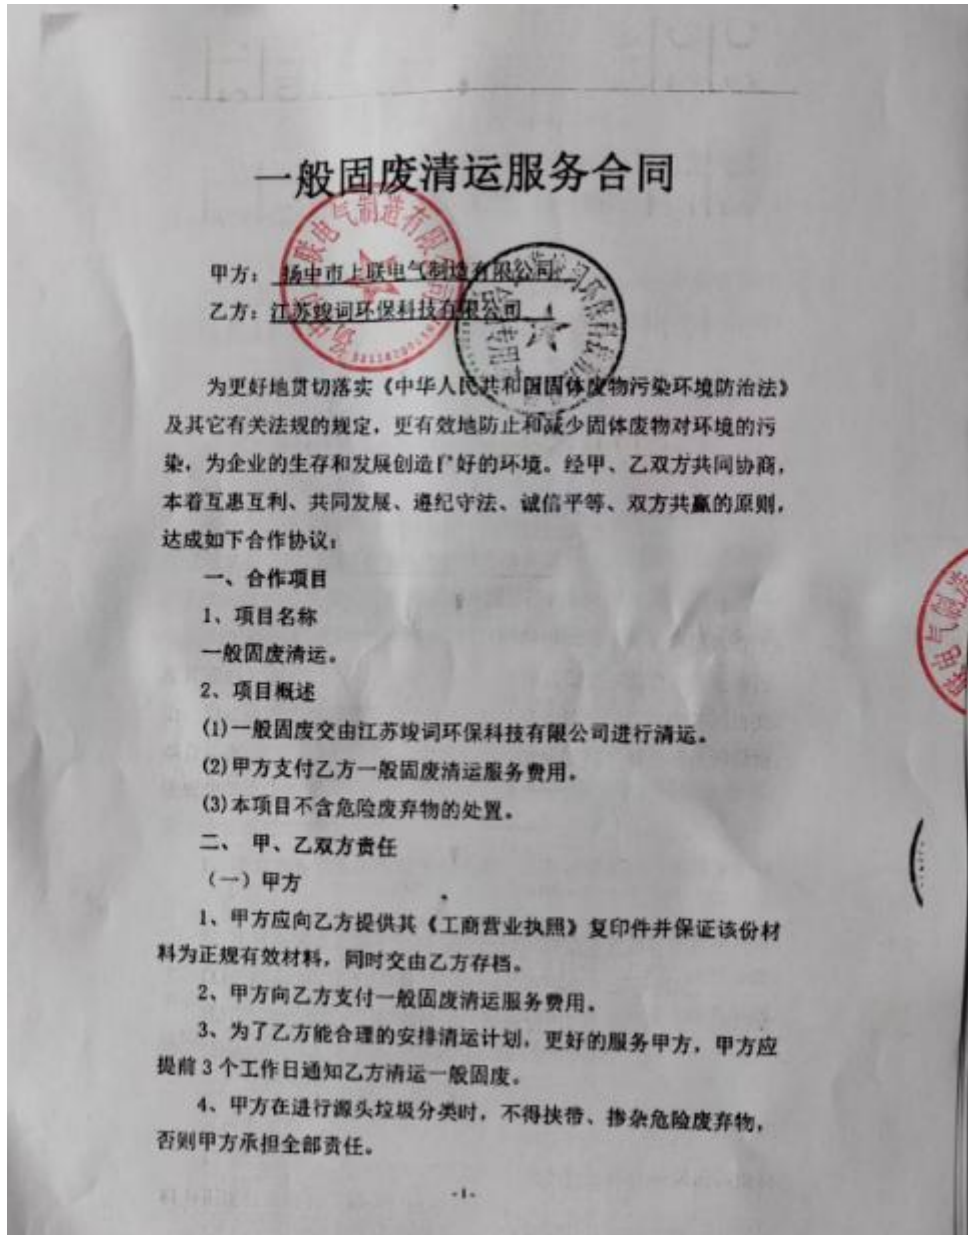 一般固废清运服务合同
甲方：扬中市上联电气制造有限公司
乙方：江苏竣词环保科技有限公司
为更好地贯切落实《中华人民共和国固体废物污染环境防治法》
及其它有关法规的规定，更有效地防止和减少固体废物对环境的污
染，为企业的生存和发展创造良好的环境。经甲、乙双方共同协商，
本着互惠互利、共同发展、遵纪守法、诚信平等、双方共赢的原则，
达成如下合作协议：
一、合作项目
1、项目名称
一般固废清运。
2、项目概述
(1)一般固废交由江苏竣词环保科技有限公司进行清运。
(2)甲方支付乙方一般固废清运服务费用。
(3)本项目不含危险废弃物的处置。
二、 甲、乙双方责任
（一）甲方
1、甲方应向乙方提供其《工商营业执照》复印件并保证该份材
料为正规有效材料，同时交由乙方存档。
2、甲方向乙方支付一般固废清运服务费用。
3、为了乙方能合理的安排清运计划，更好的服务甲方，甲方应
提前 3 个工作日通知乙方清运一般固废。
4、甲方在进行源头垃圾分类时，不得挟带、掺杂危险废弃物，
否则甲方承担全部责任。
-1-
联电气制造有限
词环保科技
电气制造